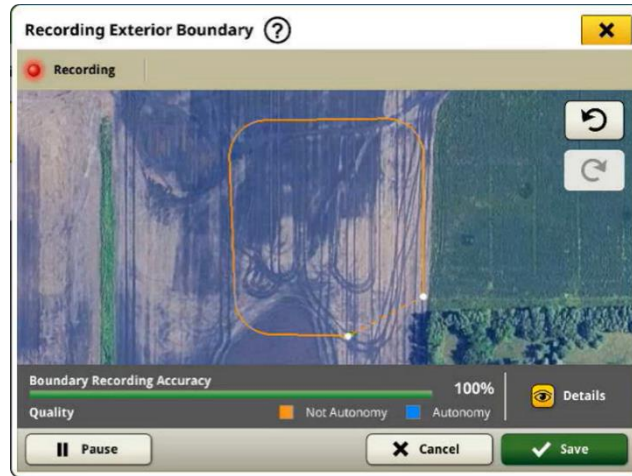 Recording Exterior Boundary ?
Recording
Boundary Recording Accuracy 100%
Quality Not Autonomy Autonomy
Details
Pause
Cancel
Save